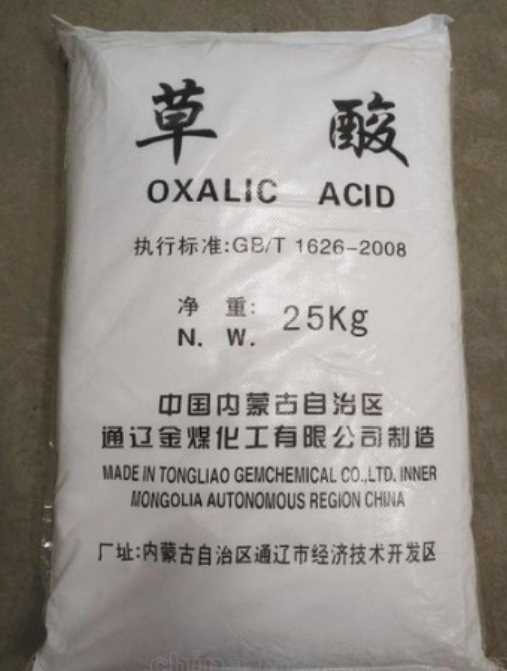 草 酸
OXALIC ACID
执行标准:GB/T 1626-2008
净 重: 25Kg
N. W.
中国内蒙古自治区
通辽金煤化工有限公司制造
MADE IN TONGLIAO GEMCHEMICAL CO.,LTD. INNER
MONGOLIA AUTONOMOUS REGION CHINA
厂址:内蒙古自治区通辽市经济技术开发区